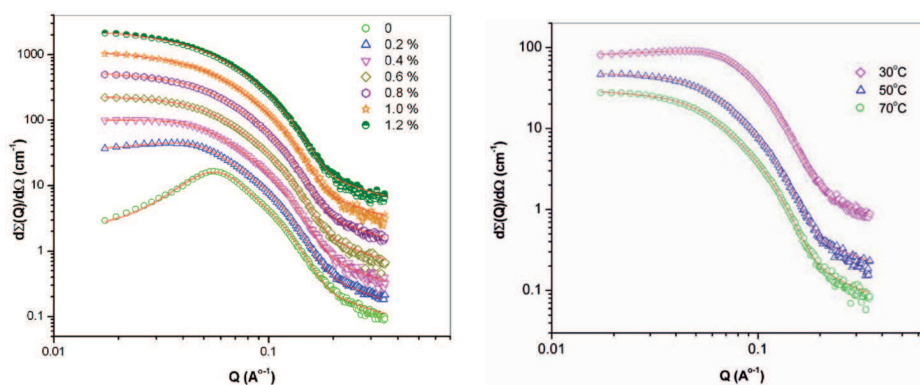 1000
100
10
1
0.1
dΣ(Q)/dΩ (cm⁻¹)
0.01
0.1
Q (A°⁻¹)
0
0.2 %
0.4 %
0.6 %
0.8 %
1.0 %
1.2 %
100
10
1
0.1
dΣ(Q)/dΩ (cm⁻¹)
0.01
0.1
Q (A°⁻¹)
30°C
50°C
70°C